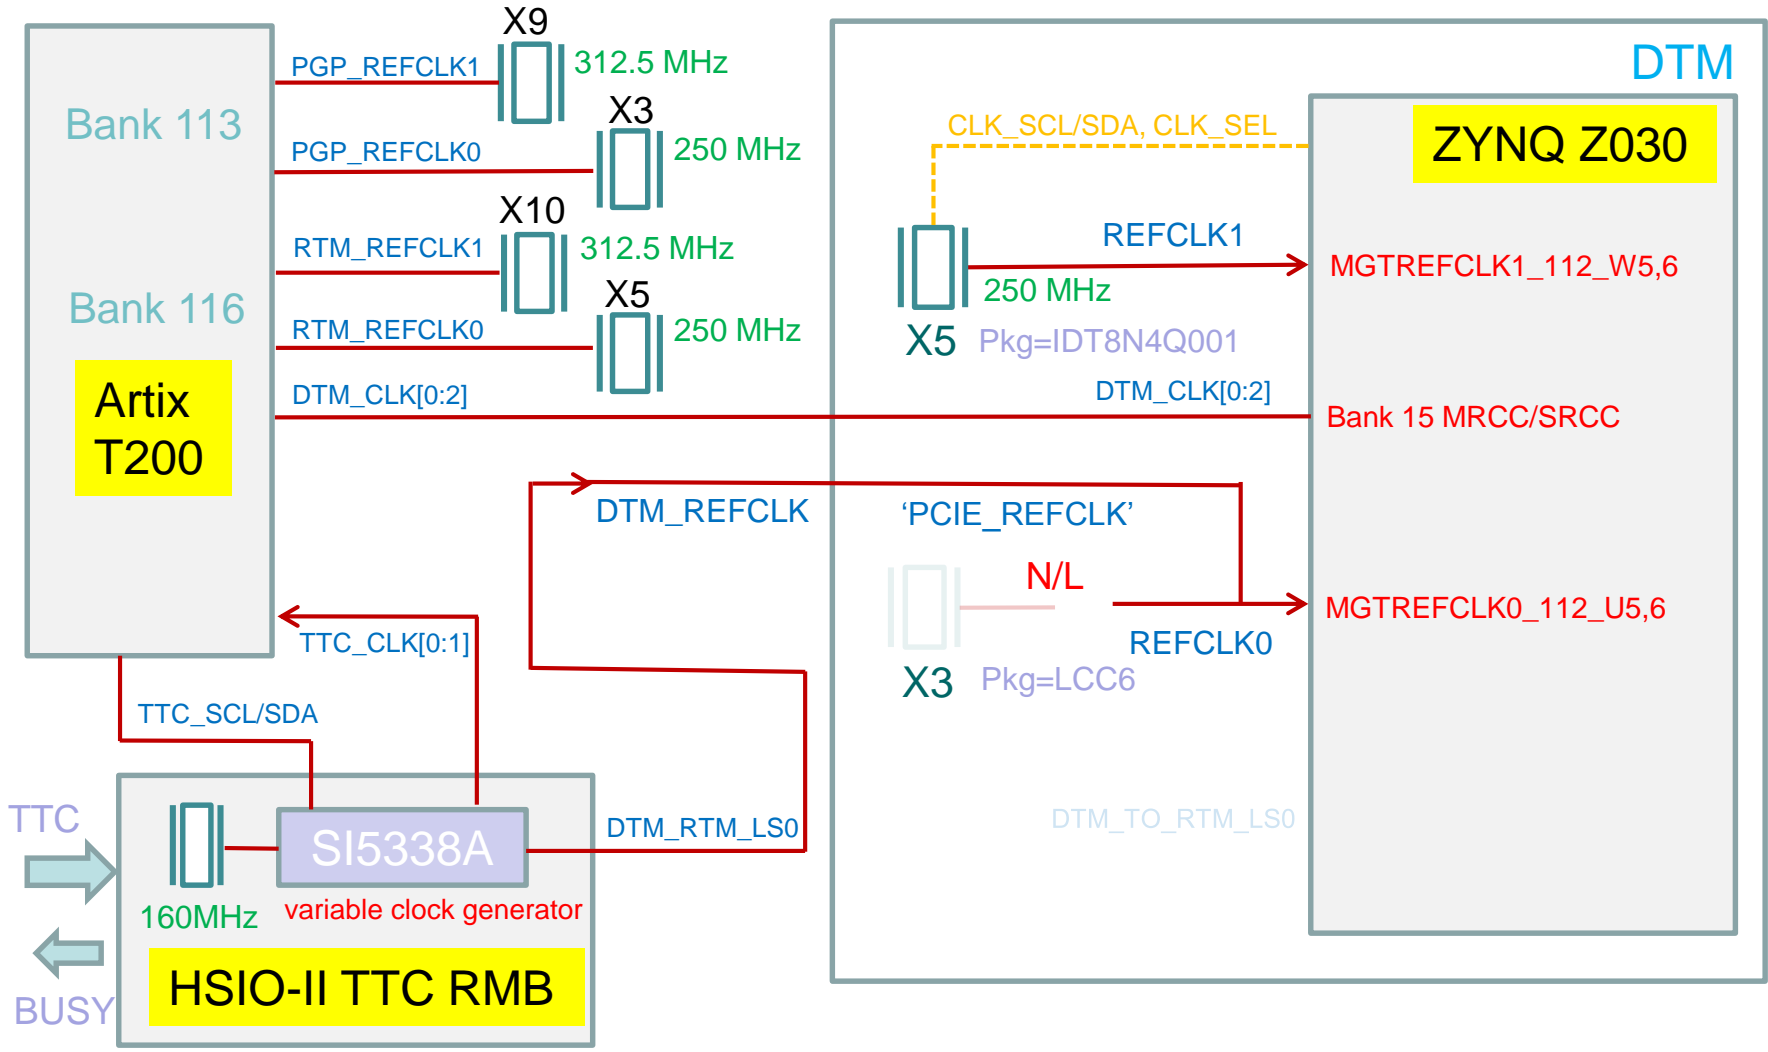 X9
PGP_REFCLK1
312.5 MHz
Bank 113
X3
PGP_REFCLK0
250 MHz
X10
RTM_REFCLK1
312.5 MHz
Bank 116
X5
RTM_REFCLK0
250 MHz
Artix
T200
DTM_CLK[0:2]
DTM
CLK_SCL/SDA, CLK_SEL
ZYNQ Z030
REFCLK1
MGTREFCLK1_112_W5,6
250 MHz
X5
Pkg=IDT8N4Q001
DTM_CLK[0:2]
Bank 15 MRCC/SRCC
DTM_REFCLK
‘PCIE_REFCLK’
N/L
MGTREFCLK0_112_U5,6
REFCLK0
X3
Pkg=LCC6
TTC_CLK[0:1]
TTC_SCL/SDA
TTC
SI5338A
DTM_RTM_LS0
DTM_TO_RTM_LS0
160MHz
variable clock generator
HSIO-II TTC RMB
BUSY